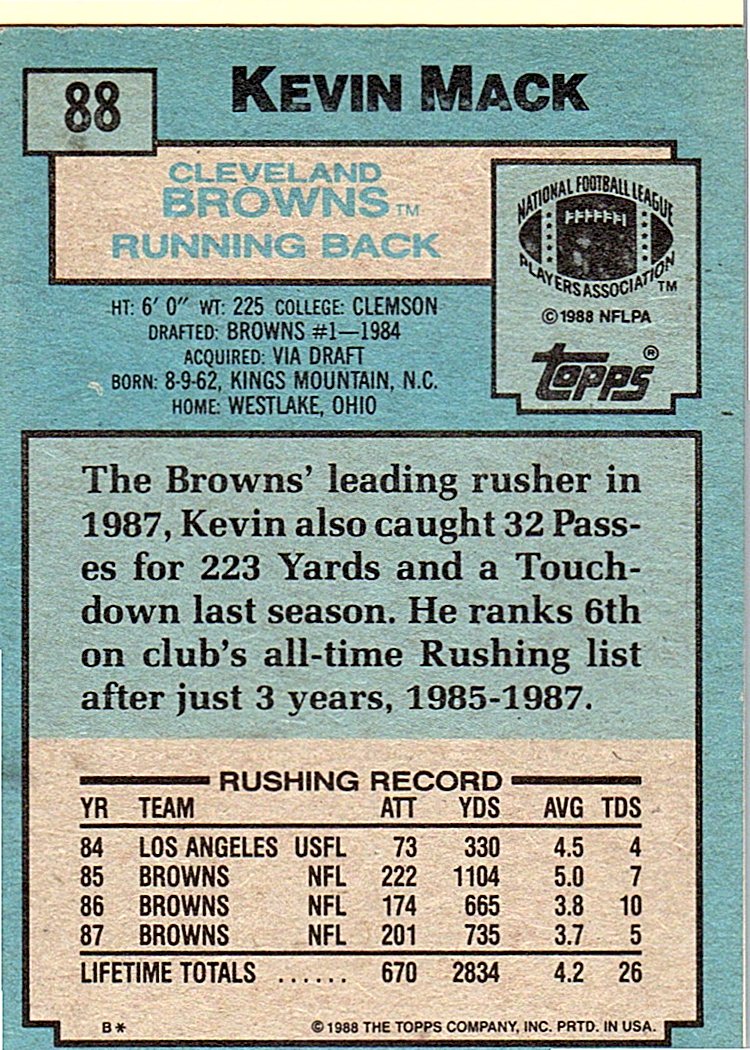 88
KEVIN MACK
CLEVELAND
BROWNS™
RUNNING BACK
NATIONAL FOOTBALL LEAGUE
PLAYERS ASSOCIATION™
©1988 NFLPA
TOPPS®
HT: 6' 0" WT: 225 COLLEGE: CLEMSON
DRAFTED: BROWNS #1—1984
ACQUIRED: VIA DRAFT
BORN: 8-9-62, KINGS MOUNTAIN, N.C.
HOME: WESTLAKE, OHIO
The Browns' leading rusher in
1987, Kevin also caught 32 Pass-
es for 223 Yards and a Touch-
down last season. He ranks 6th
on club's all-time Rushing list
after just 3 years, 1985-1987.
RUSHING RECORD
YR TEAM ATT YDS AVG TDS
84 LOS ANGELES USFL 73 330 4.5 4
85 BROWNS NFL 222 1104 5.0 7
86 BROWNS NFL 174 665 3.8 10
87 BROWNS NFL 201 735 3.7 5
LIFETIME TOTALS ...... 670 2834 4.2 26
B* ©1988 THE TOPPS COMPANY, INC. PRTD. IN USA.